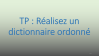 TP : Réalisez un
dictionnaire ordonné